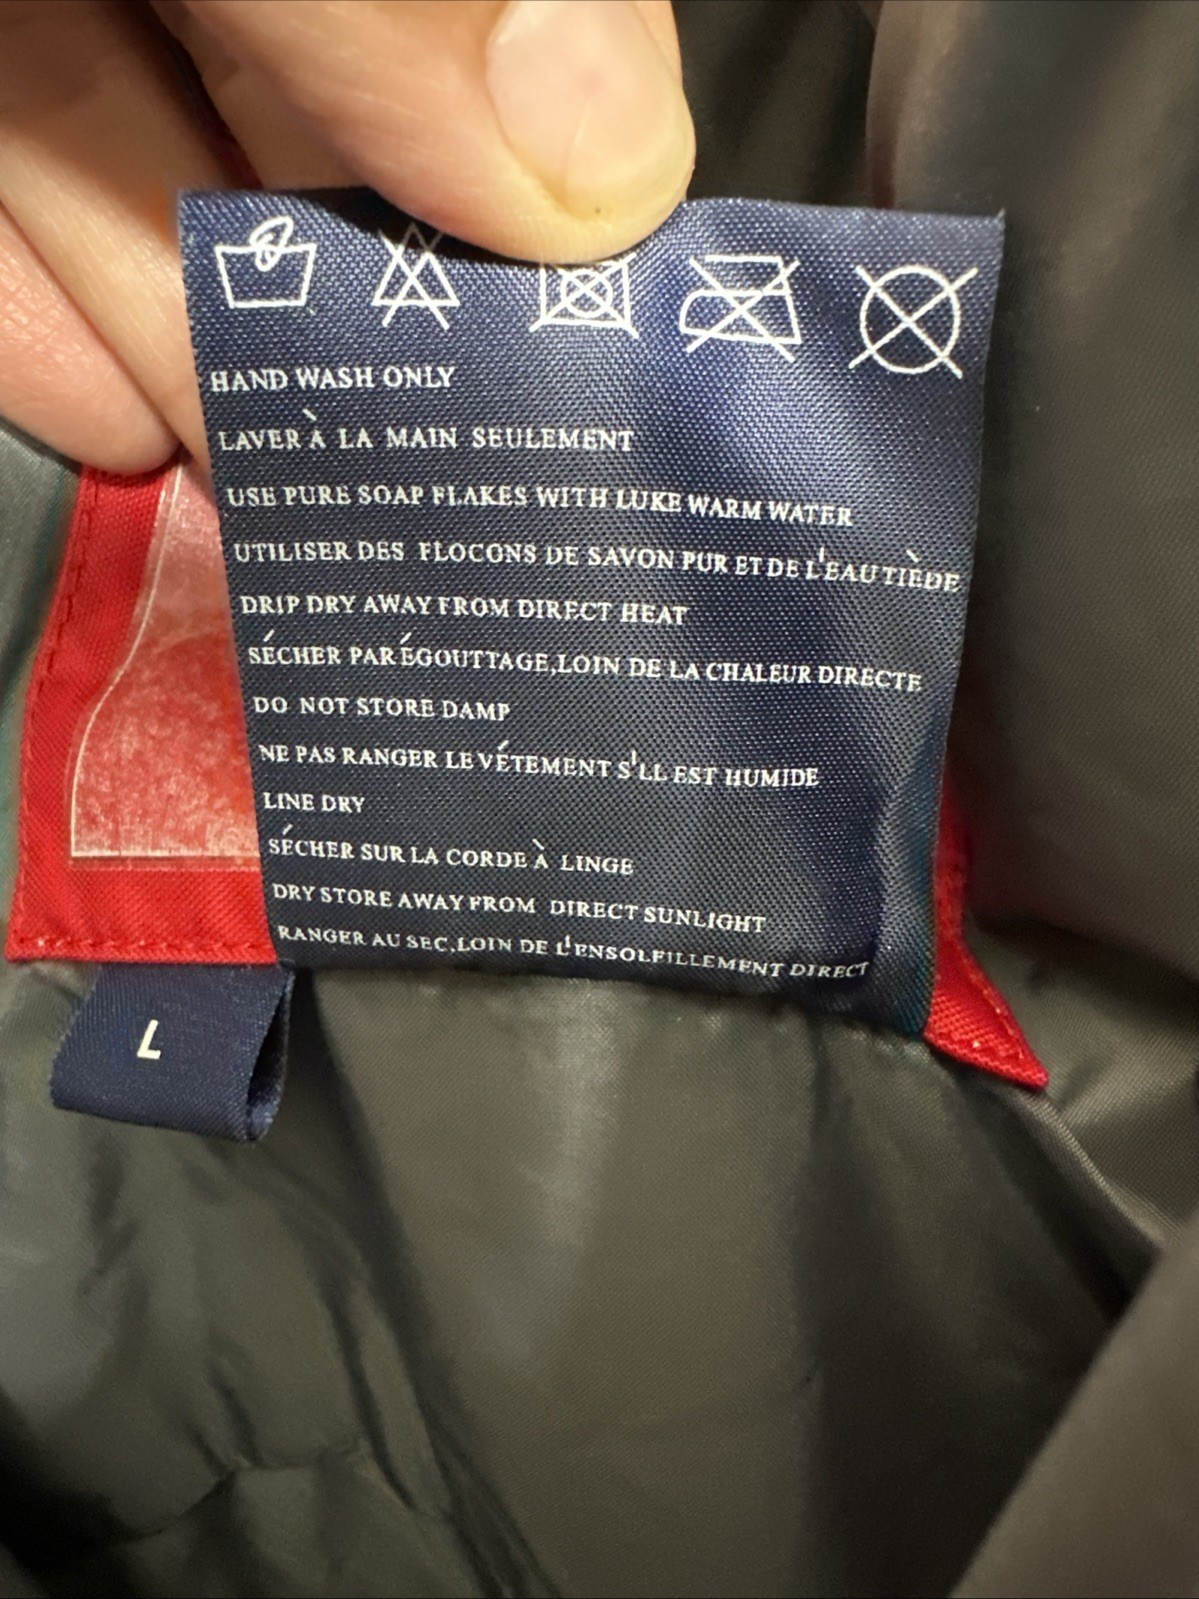 HAND WASH ONLY
LAVER À LA MAIN SEULEMENT
USE PURE SOAP FLAKES WITH LUKE WARM WATER
UTILISER DES FLOCONS DE SAVON PUR ET DE L'EAU TIÈDE
DRIP DRY AWAY FROM DIRECT HEAT
SÉCHER PAR ÉGOUTTAGE,LOIN DE LA CHALEUR DIRECTE
DO NOT STORE DAMP
NE PAS RANGER LE VÉTEMENT S'LL EST HUMIDE
LINE DRY
SÉCHER SUR LA CORDE À LINGE
DRY STORE AWAY FROM DIRECT SUNLIGHT
RANGER AU SEC,LOIN DE L'ENSOLFILLEMENT DIRECT
L